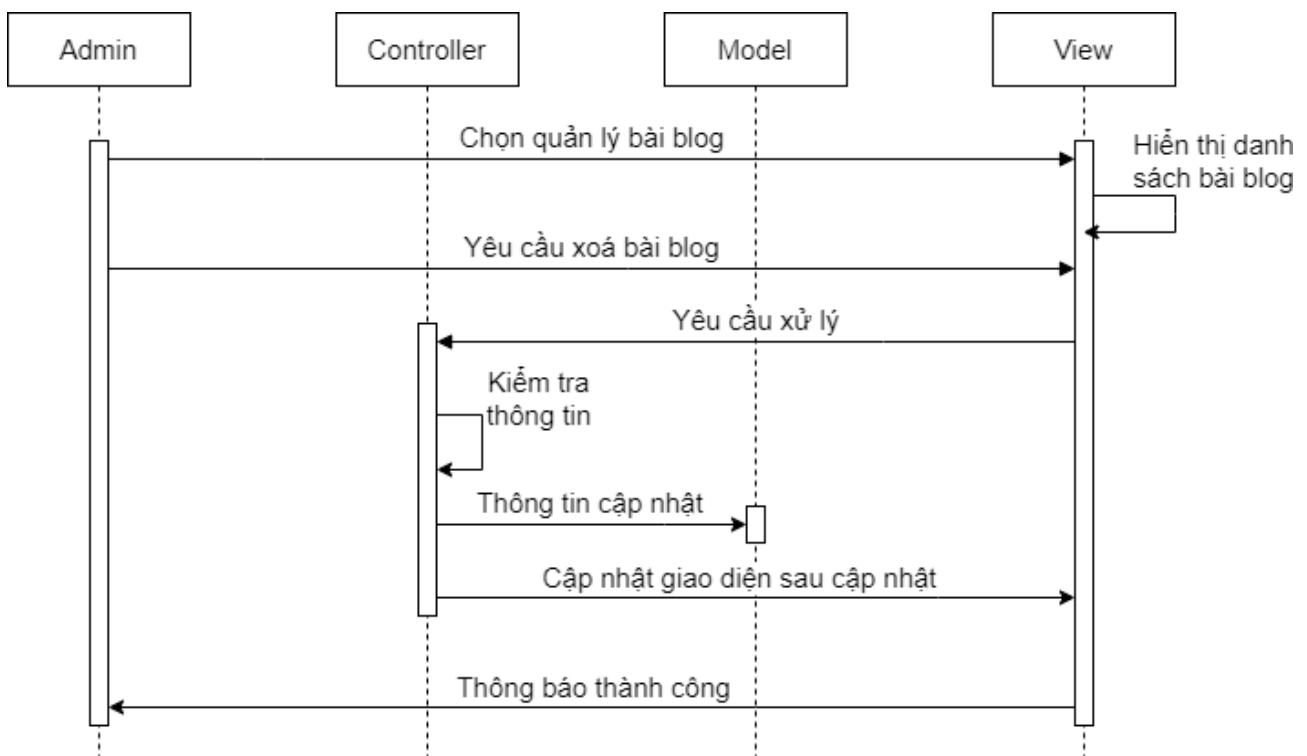 Admin
Controller
Model
View
Chọn quản lý bài blog
Hiển thị danh
sách bài blog
Yêu cầu xoá bài blog
Yêu cầu xử lý
Kiểm tra
thông tin
Thông tin cập nhật
Cập nhật giao diện sau cập nhật
Thông báo thành công